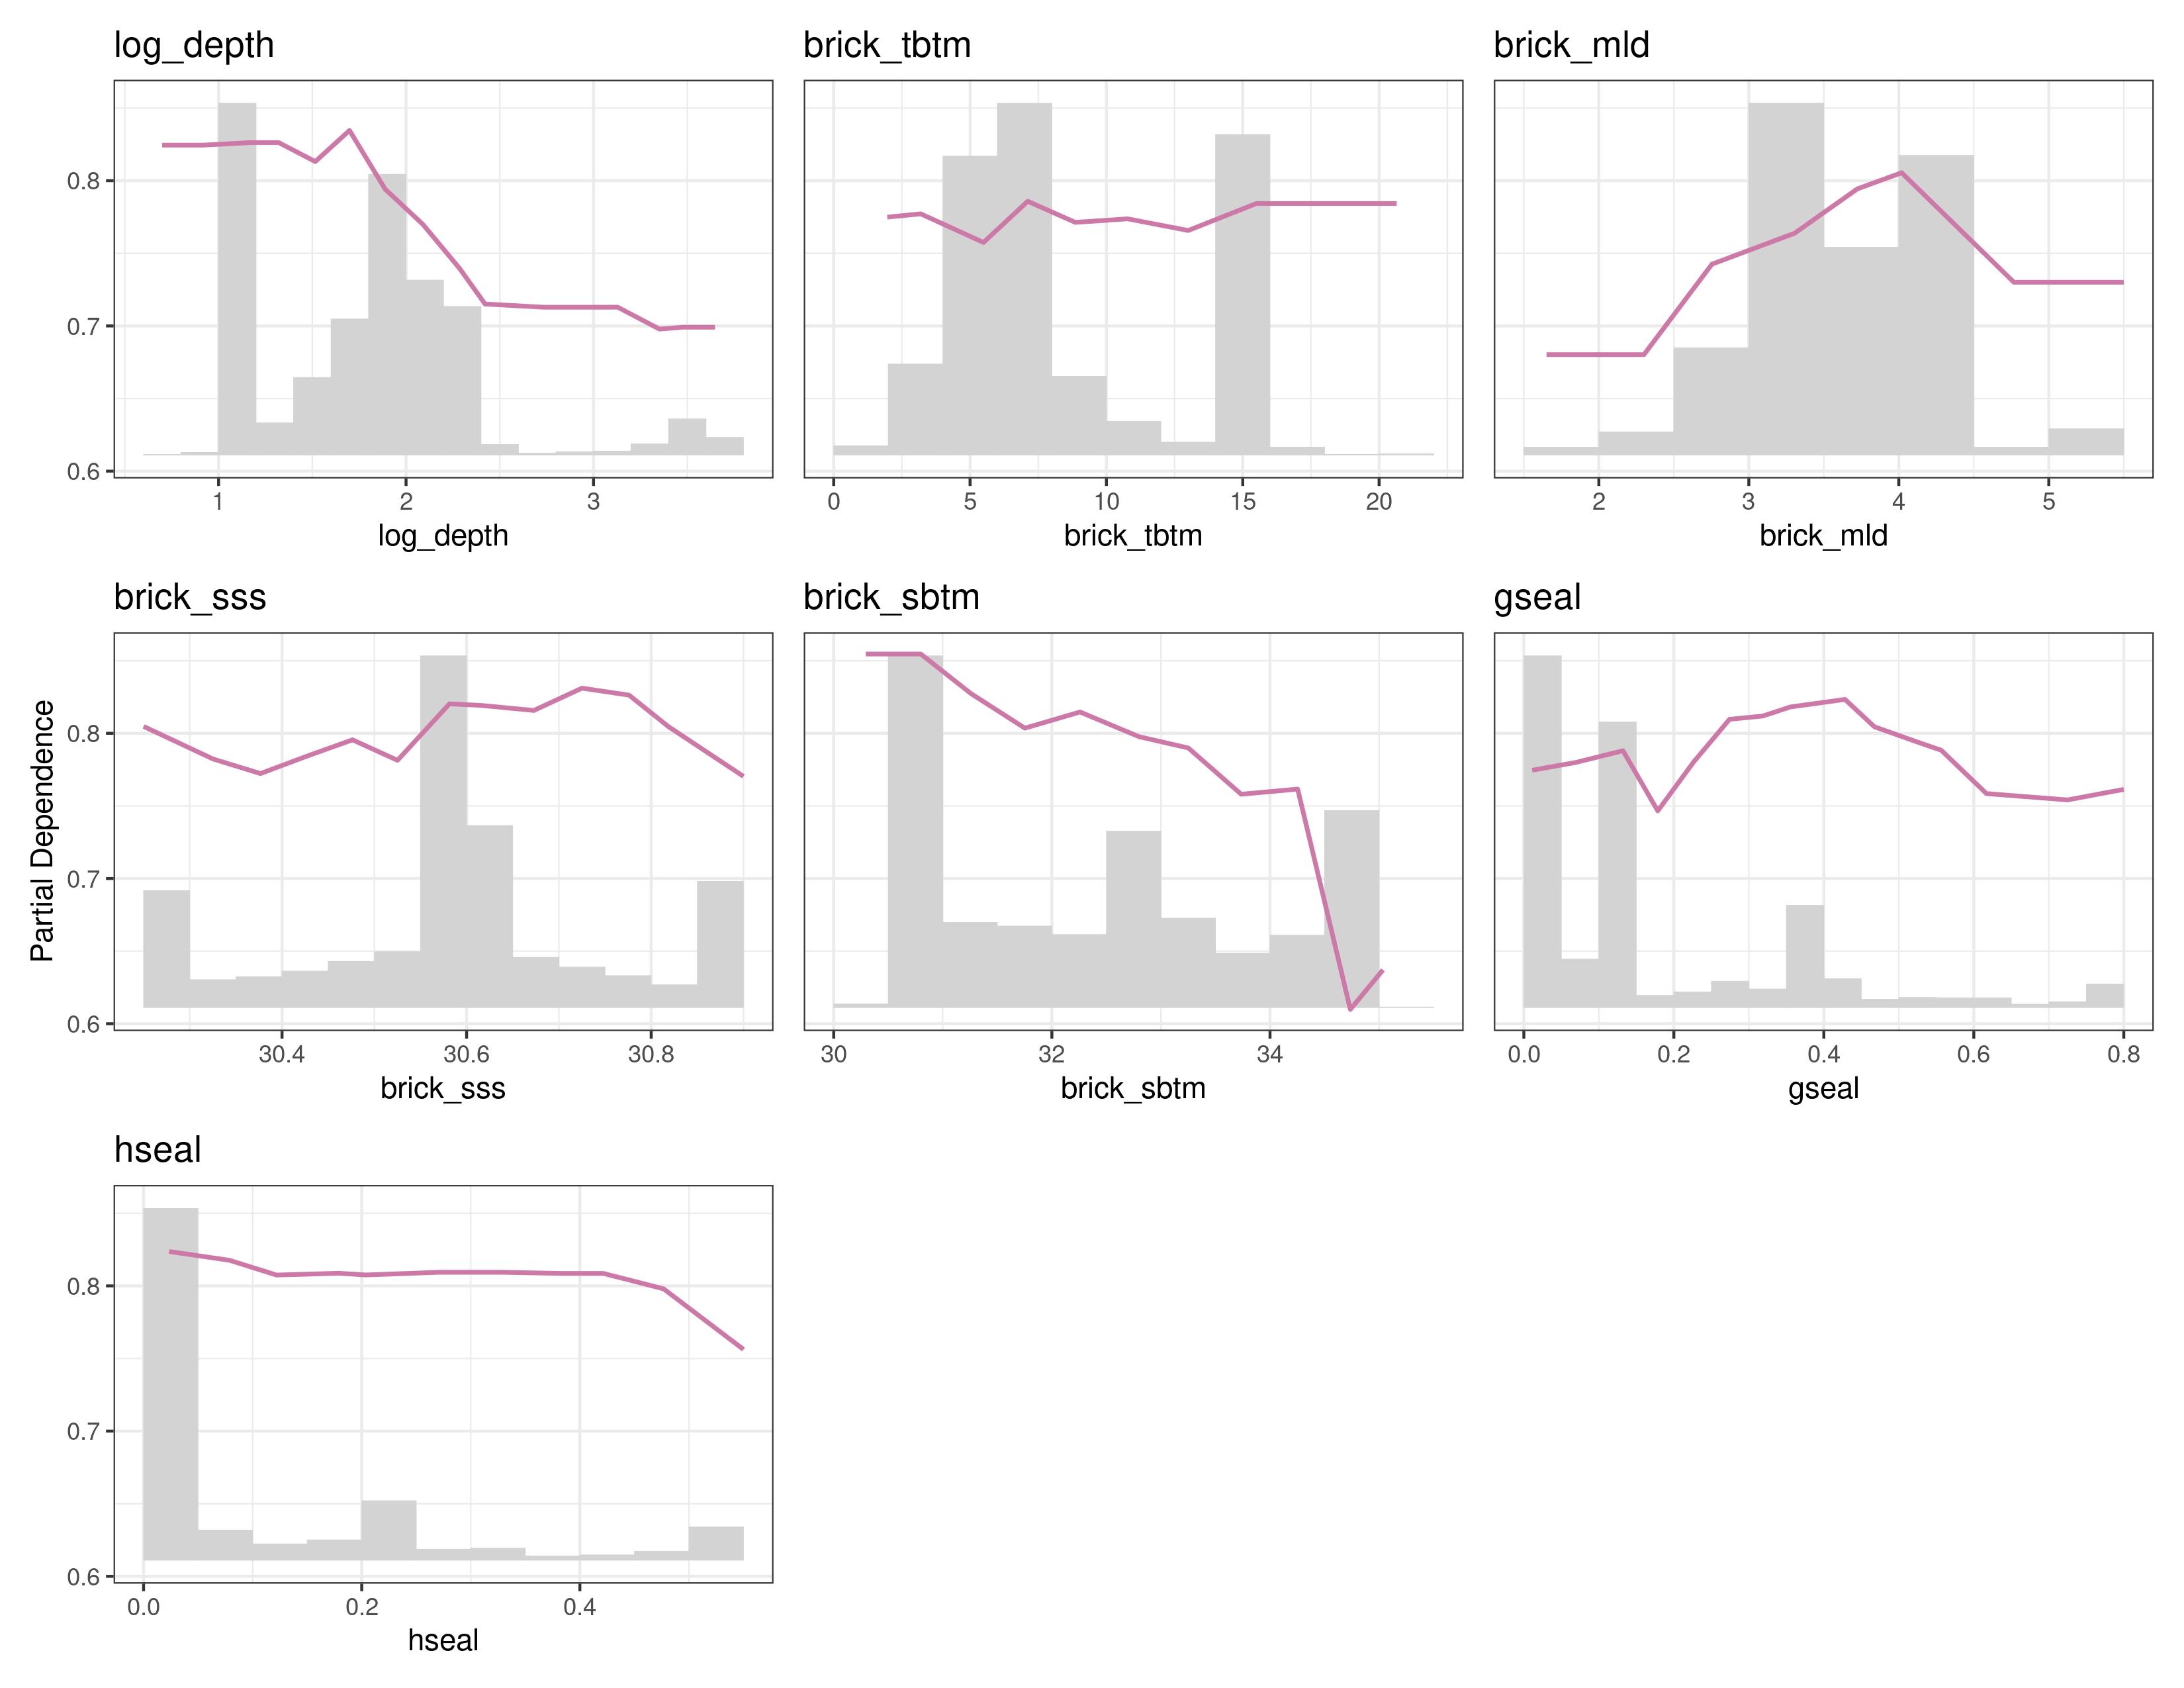 log_depth
brick_tbtm
brick_mld
0.8
0.7
0.6
1 2 3
0 5 10 15 20
2 3 4 5
log_depth
brick_tbtm
brick_mld
brick_sss
brick_sbtm
gseal
Partial Dependence
0.8
0.7
0.6
30.4 30.6 30.8
30 32 34
0.0 0.2 0.4 0.6 0.8
brick_sss
brick_sbtm
gseal
hseal
0.8
0.7
0.6
0.0 0.2 0.4
hseal